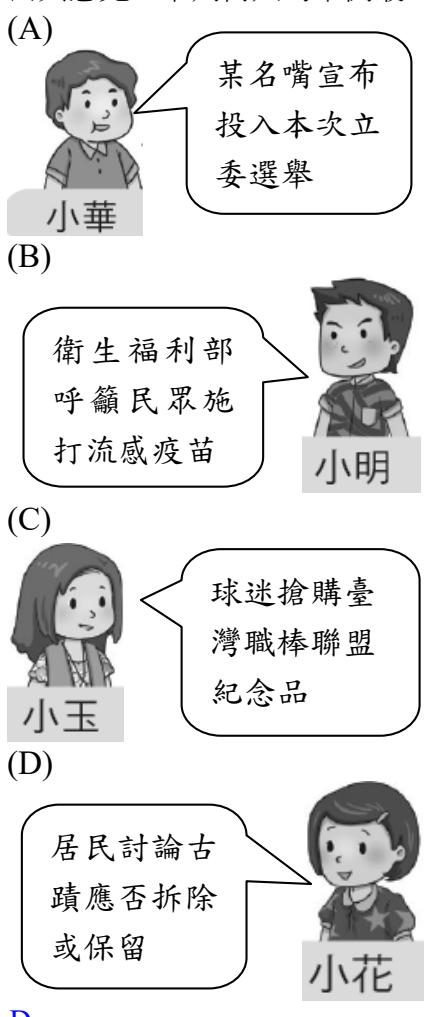 (A)
某名嘴宣布
投入本次立
委選舉
小華
(B)
衛生福利部
呼籲民眾施
打流感疫苗
小明
(C)
球迷搶購臺
灣職棒聯盟
紀念品
小玉
(D)
居民討論古
蹟應否拆除
或保留
小花